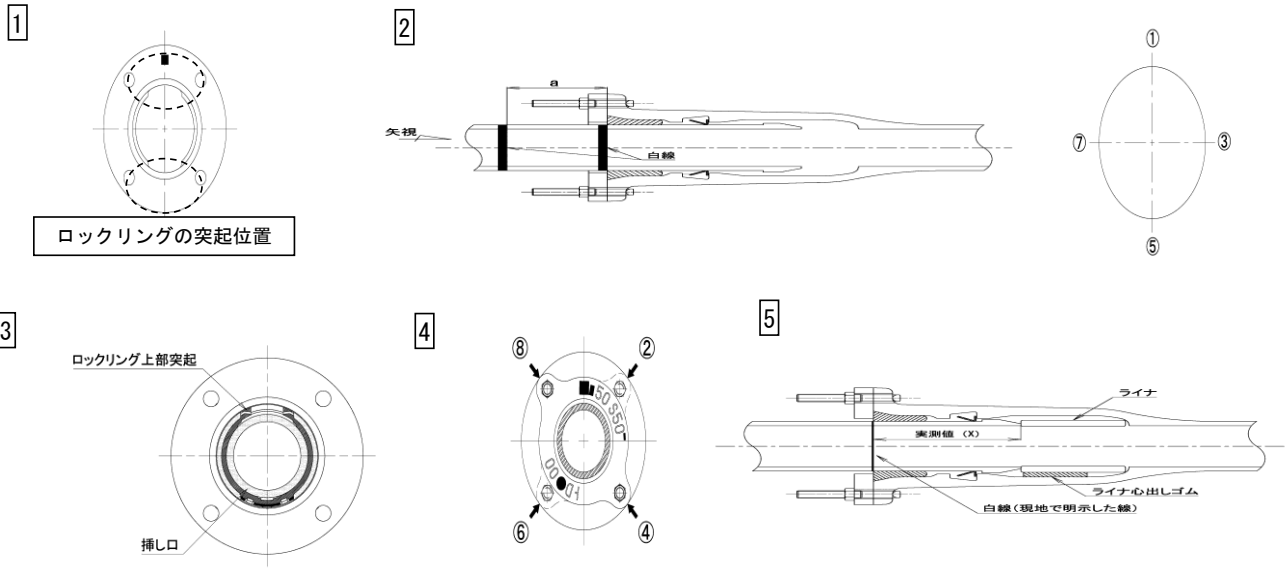 1
ロックリングの突起位置
2
a
矢視
白線
①
⑦
③
⑤
3
ロックリング上部突起
挿し口
4
⑧
②
50 S50
⑥
④
5
ライナ
実測値 (X)
ライナ心出しゴム
白線(現地で明示した線)